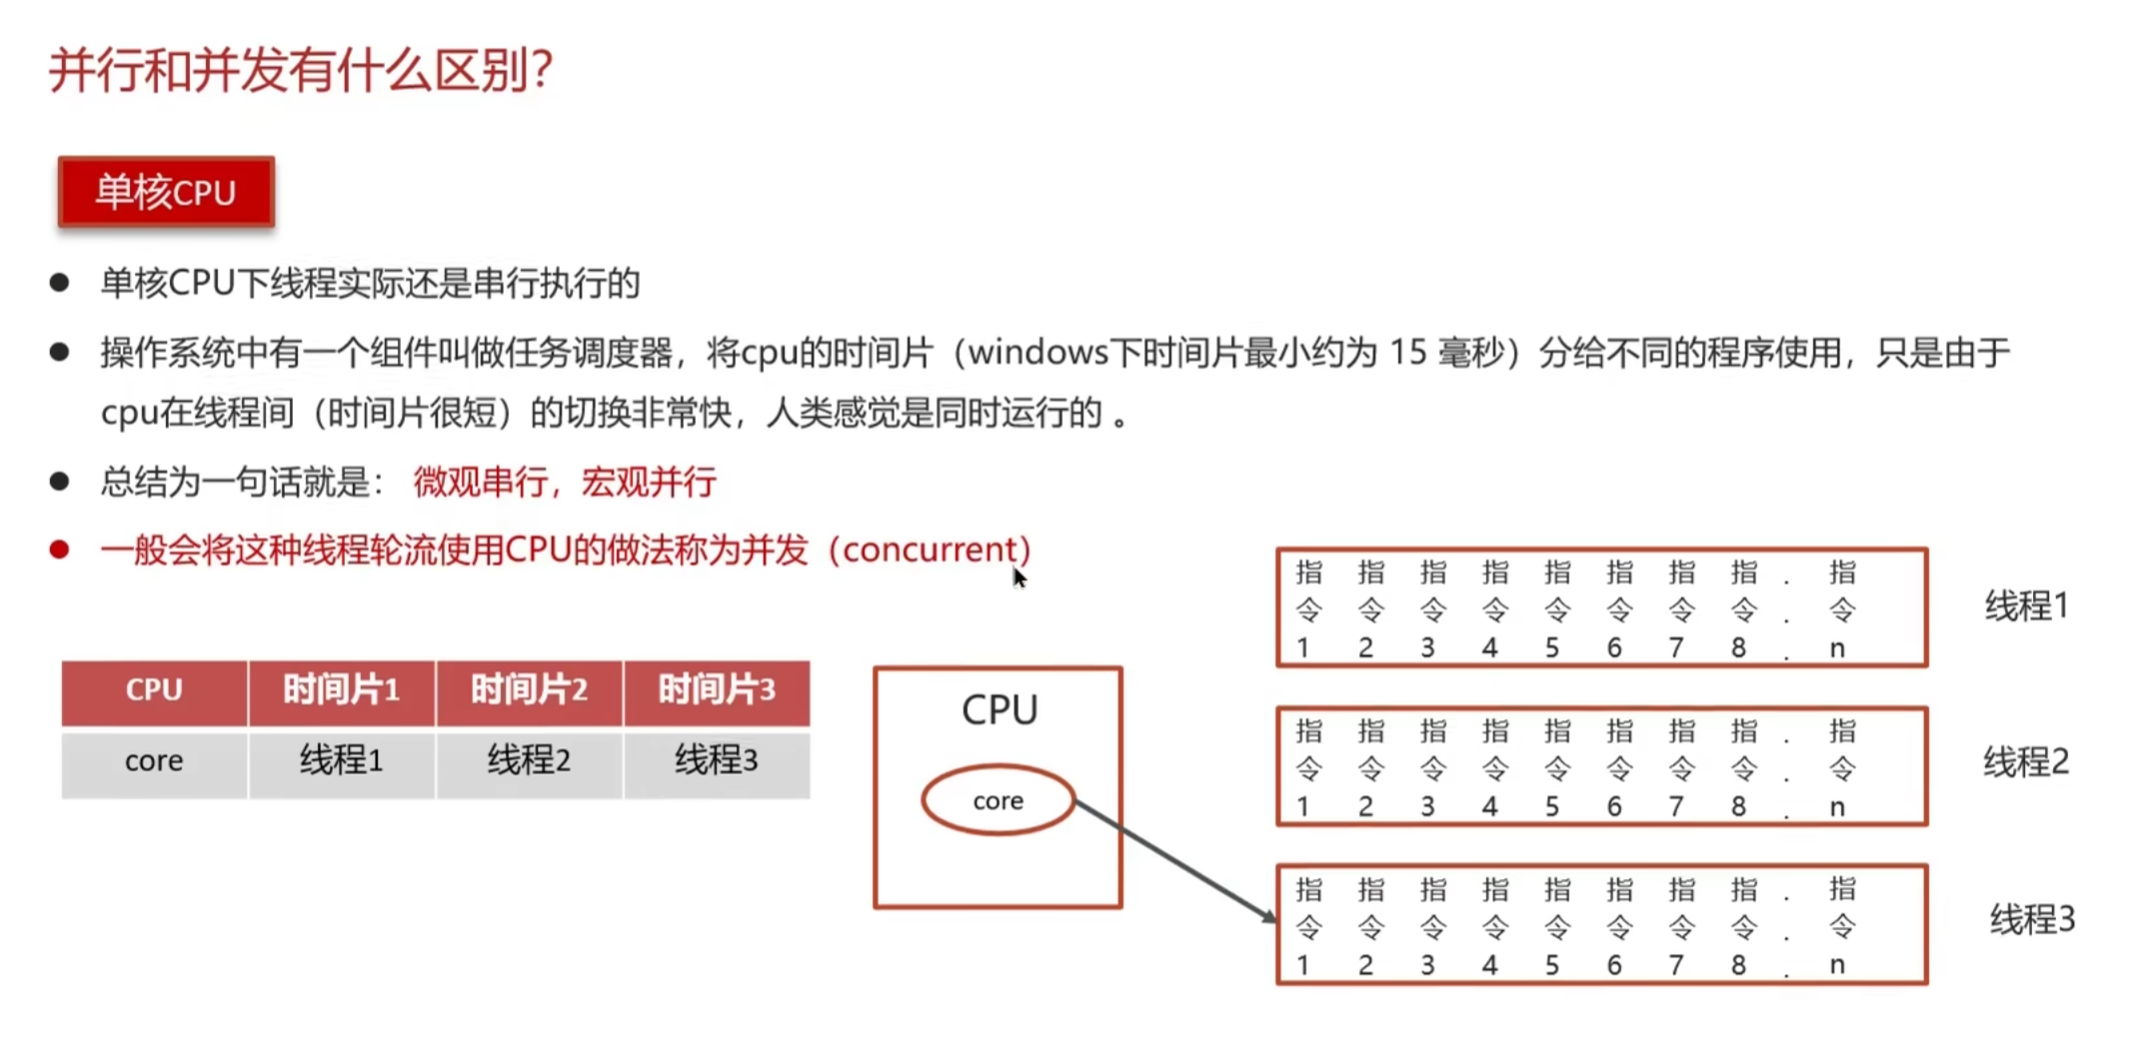 并行和并发有什么区别？
单核CPU
单核CPU下线程实际还是串行执行的
操作系统中有一个组件叫做任务调度器，将cpu的时间片（windows下时间片最小约为 15 毫秒）分给不同的程序使用，只是由于
cpu在线程间（时间片很短）的切换非常快，人类感觉是同时运行的 。
总结为一句话就是： 微观串行，宏观并行
一般会将这种线程轮流使用CPU的做法称为并发（concurrent）
CPU 时间片1 时间片2 时间片3
core 线程1 线程2 线程3
CPU
core
指 指 指 指 指 指 指 指 . 指
令 令 令 令 令 令 令 令 . 令
1 2 3 4 5 6 7 8 . n
线程1
指 指 指 指 指 指 指 指 . 指
令 令 令 令 令 令 令 令 . 令
1 2 3 4 5 6 7 8 . n
线程2
指 指 指 指 指 指 指 指 . 指
令 令 令 令 令 令 令 令 . 令
1 2 3 4 5 6 7 8 . n
线程3